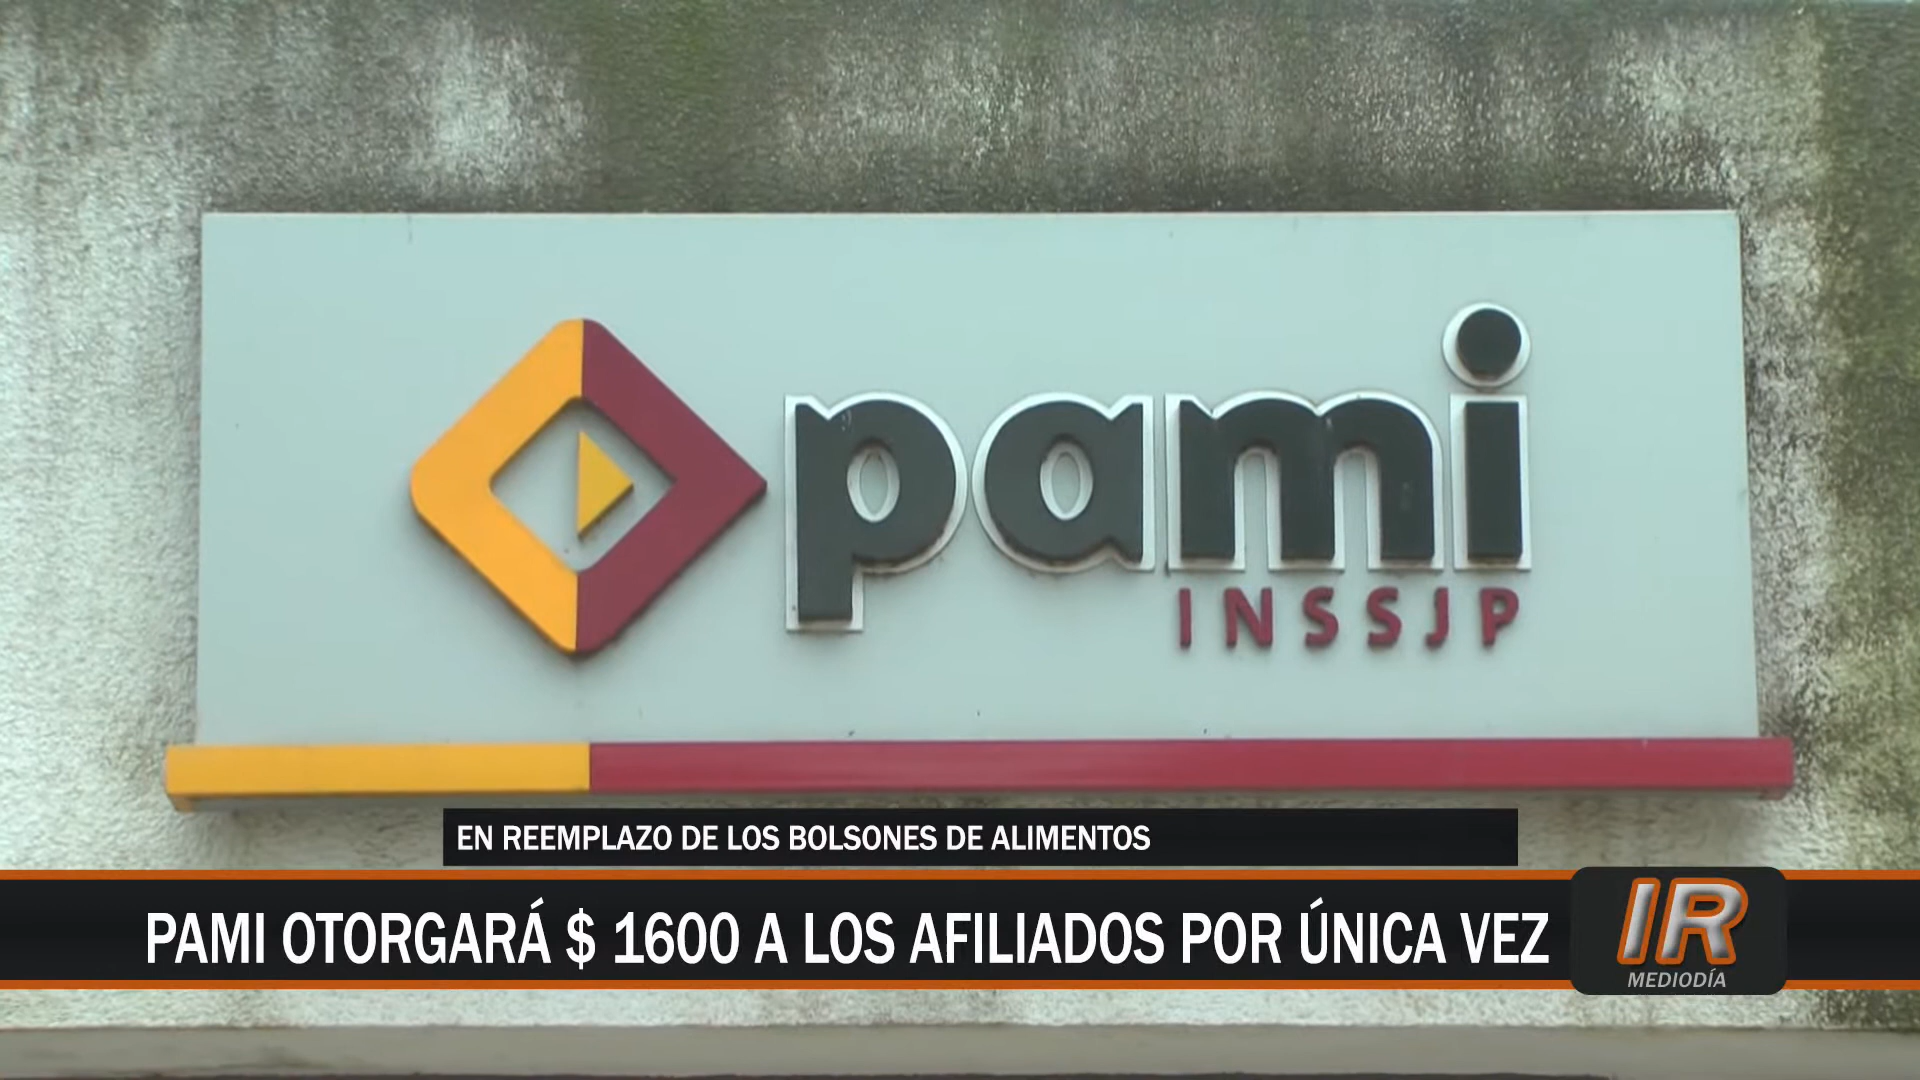 pami
INSSJP
EN REEMPLAZO DE LOS BOLSONES DE ALIMENTOS
PAMI OTORGARÁ $ 1600 A LOS AFILIADOS POR ÚNICA VEZ
IR
MEDIODÍA